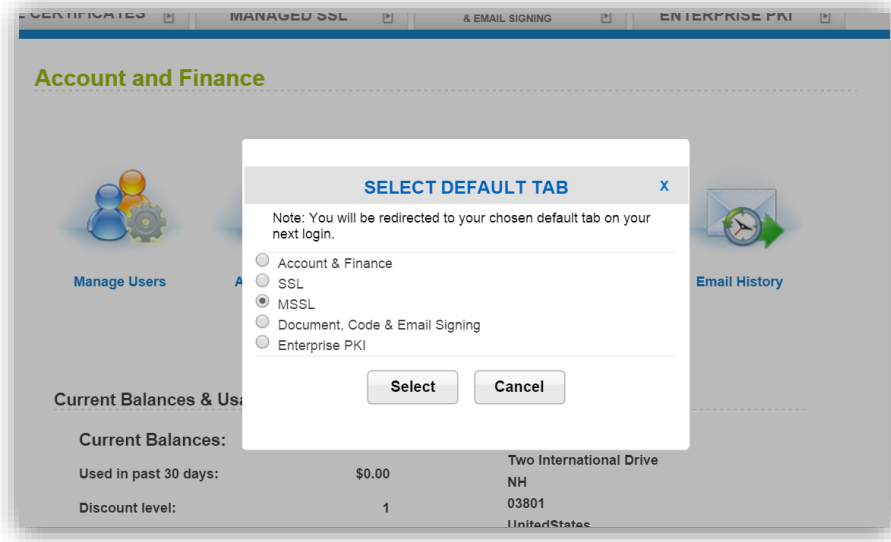 MANAGED SSL
& EMAIL SIGNING
ENTERPRISE PKI
Account and Finance
SELECT DEFAULT TAB X
Note: You will be redirected to your chosen default tab on your
next login.
Account & Finance
SSL
MSSL
Document, Code & Email Signing
Enterprise PKI
Select
Cancel
Manage Users
Email History
Current Balances &
Current Balances:
Used in past 30 days: $0.00
Discount level: 1
Two International Drive
NH
03801
UnitedStates